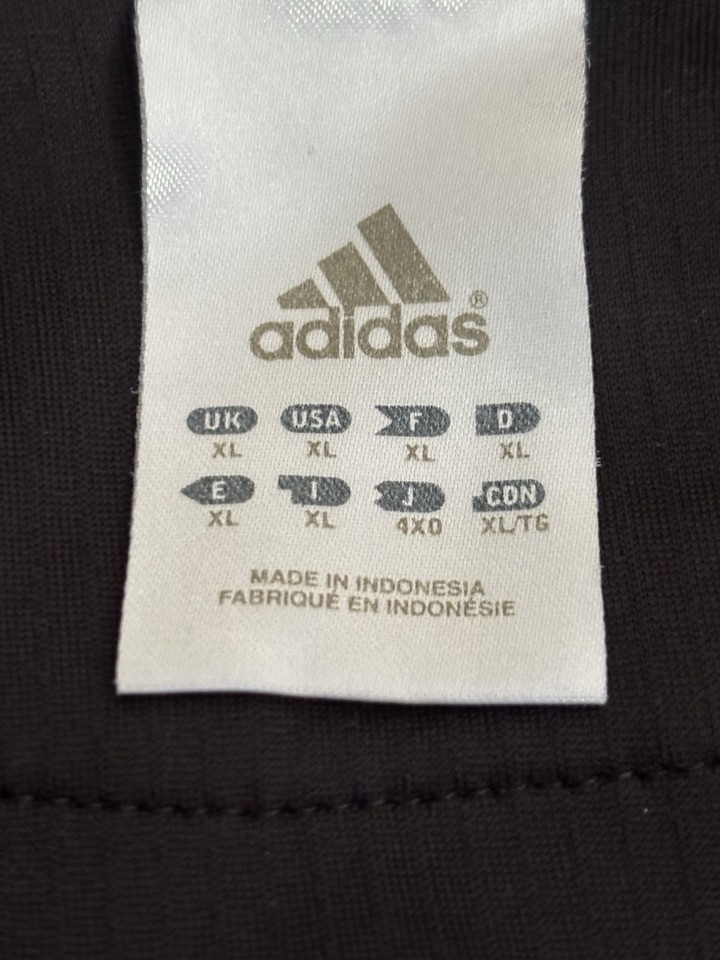 adidas®
UK USA F D
XL XL XL XL
E I J CDN
XL XL 4XO XL/TG
MADE IN INDONESIA
FABRIQUÉ EN INDONÉSIE